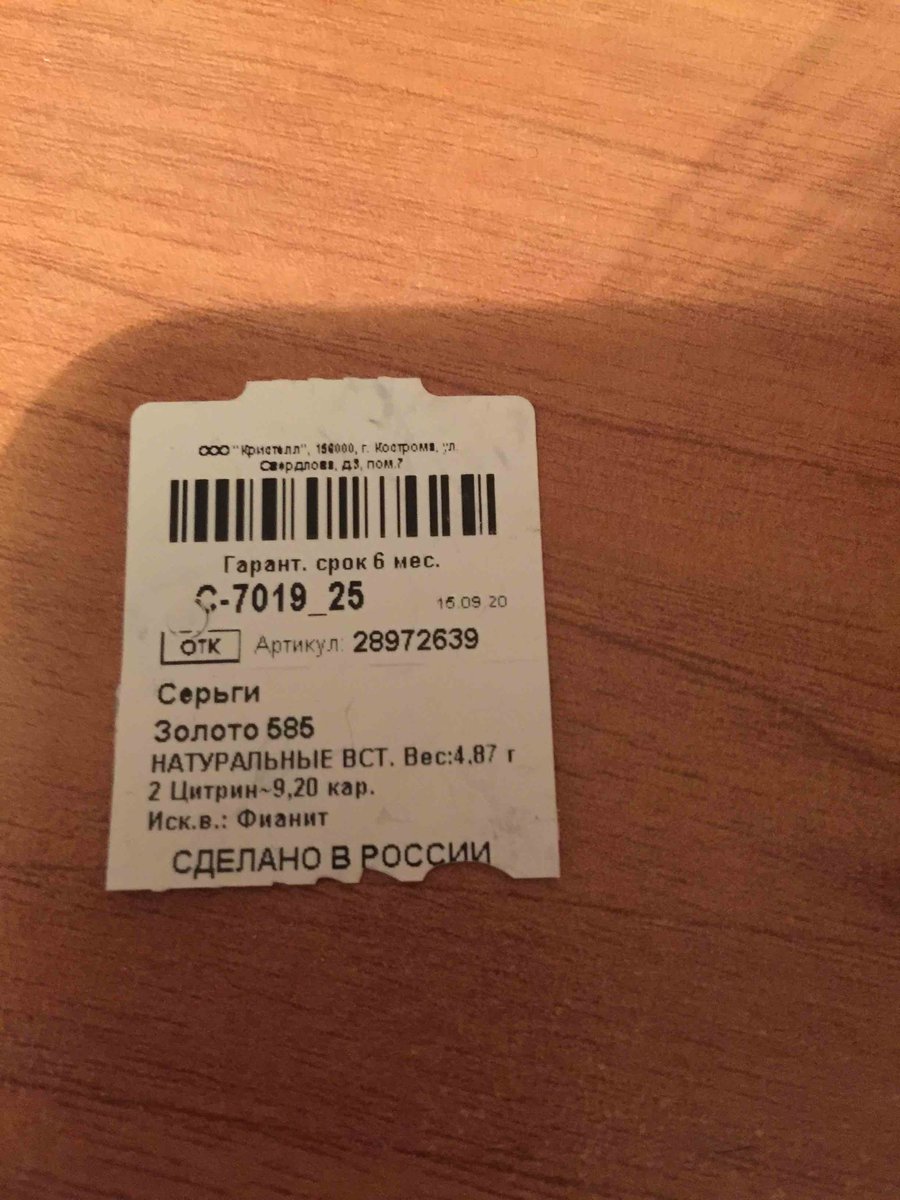 ООО "Кристалл", 156000, г. Кострома, ул.
Свердлова, д.3, пом.7
Гарант. срок 6 мес.
С-7019_25
15.09.20
ОТК Артикул: 28972639
Серьги
Золото 585
НАТУРАЛЬНЫЕ ВСТ. Вес:4,87 г
2 Цитрин~9,20 кар.
Иск.в.: Фианит
СДЕЛАНО В РОССИИ